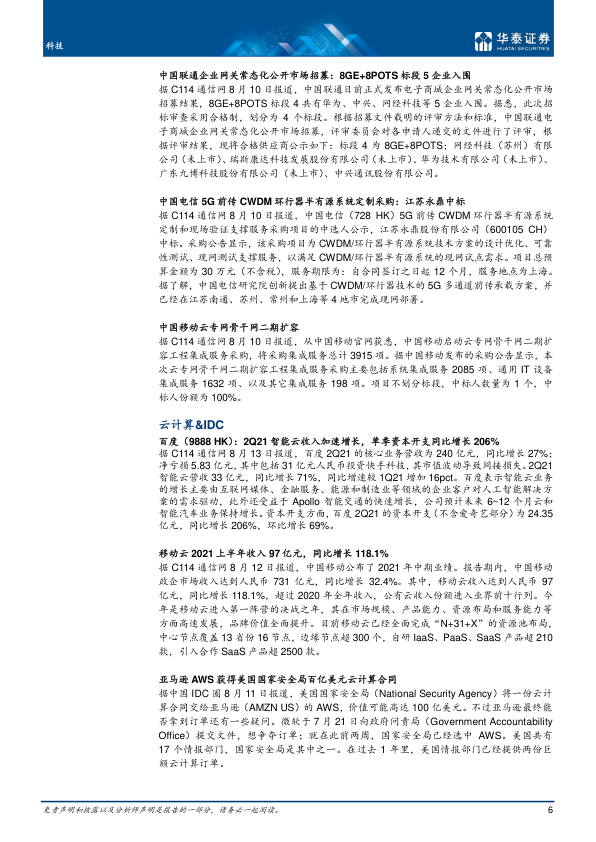 科技
华泰证券
HUATAI SECURITIES
中国联通企业网关常态化公开市场招募：8GE+8POTS 标段 5 企业入围
据 C114 通信网 8 月 10 日报道，中国联通日前正式发布电子商城企业网关常态化公开市场
招募结果，8GE+8POTS 标段 4 共有华为、中兴、网经科技等 5 企业入围。据悉，此次招
标审查采用合格制，划分为 4 个标段。根据招募文件载明的评审方法和标准，中国联通电
子商城企业网关常态化公开市场招募，评审委员会对各申请人递交的文件进行了评审，根
据评审结果，现将合格供应商公示如下：标段 4 为 8GE+8POTS：网经科技（苏州）有限
公司（未上市）、瑞斯康达科技发展股份有限公司（未上市）、华为技术有限公司（未上市）、
广东九博科技股份有限公司（未上市）、中兴通讯股份有限公司。
中国电信 5G 前传 CWDM 环行器半有源系统定制采购：江苏永鼎中标
据 C114 通信网 8 月 10 日报道，中国电信（728 HK）5G 前传 CWDM 环行器半有源系统
定制和现场验证支撑服务采购项目的中选人公示，江苏永鼎股份有限公司（600105 CH）
中标。采购公告显示，该采购项目为 CWDM/环行器半有源系统技术方案的设计优化、可靠
性测试、现网测试支撑服务，以满足 CWDM/环行器半有源系统的现网试点需求。项目总预
算金额为 30 万元（不含税），服务期限为：自合同签订之日起 12 个月，服务地点为上海。
据了解，中国电信研究院创新提出基于 CWDM/环行器技术的 5G 多通道前传承载方案，并
已经在江苏南通、苏州、常州和上海等 4 地市完成现网部署。
中国移动云专网骨干网二期扩容
据 C114 通信网 8 月 10 日报道，从中国移动官网获悉，中国移动启动云专网骨干网二期扩
容工程集成服务采购，将采购集成服务总计 3915 项。据中国移动发布的采购公告显示，本
次云专网骨干网二期扩容工程集成服务采购主要包括系统集成服务 2085 项、通用 IT 设备
集成服务 1632 项、以及其它集成服务 198 项。项目不划分标段，中标人数量为 1 个，中
标人份额为 100%。
云计算&IDC
百度（9888 HK）：2Q21 智能云收入加速增长，单季资本开支同比增长 206%
据 C114 通信网 8 月 13 日报道，百度 2Q21 的核心业务营收为 240 亿元，同比增长 27%；
净亏损 5.83 亿元，其中包括 31 亿元人民币投资快手科技，其市值波动导致间接损失。2Q21
智能云营收 33 亿元，同比增长 71%，同比增速较 1Q21 增加 16pct。百度表示智能云业务
的增长主要由互联网媒体、金融服务、能源和制造业等领域的企业客户对人工智能解决方
案的需求驱动，此外还受益于 Apollo 智能交通的快速增长，公司预计未来 6~12 个月云和
智能汽车业务保持增长。资本开支方面，百度 2Q21 的资本开支（不含爱奇艺部分）为 24.35
亿元，同比增长 206%，环比增长 69%。
移动云 2021 上半年收入 97 亿元，同比增长 118.1%
据 C114 通信网 8 月 12 日报道，中国移动公布了 2021 年中期业绩。报告期内，中国移动
政企市场收入达到人民币 731 亿元，同比增长 32.4%。其中，移动云收入达到人民币 97
亿元，同比增长 118.1%，超过 2020 年全年收入，公有云收入份额进入业界前十行列。今
年是移动云进入第一阵营的决战之年，其在市场规模、产品能力、资源布局和服务能力等
方面高速发展，品牌价值全面提升。目前移动云已经全面完成“N+31+X”的资源池布局，
中心节点覆盖 13 省份 16 节点，边缘节点超 300 个，自研 IaaS、PaaS、SaaS 产品超 210
款，引入合作 SaaS 产品超 2500 款。
亚马逊 AWS 获得美国国家安全局百亿美元云计算合同
据中国 IDC 圈 8 月 11 日报道，美国国家安全局（National Security Agency）将一份云计
算合同交给亚马逊（AMZN US）的 AWS，价值可能高达 100 亿美元。不过亚马逊最终能
否拿到订单还有一些疑问。微软于 7 月 21 日向政府问责局（Government Accountability
Office）提交文件，想争夺订单；就在此前两周，国家安全局已经选中 AWS。美国共有
17 个情报部门，国家安全局是其中之一。在过去 1 年里，美国情报部门已经提供两份巨
额云计算订单。
免责声明和披露以及分析师声明是报告的一部分，请务必一起阅读。
6